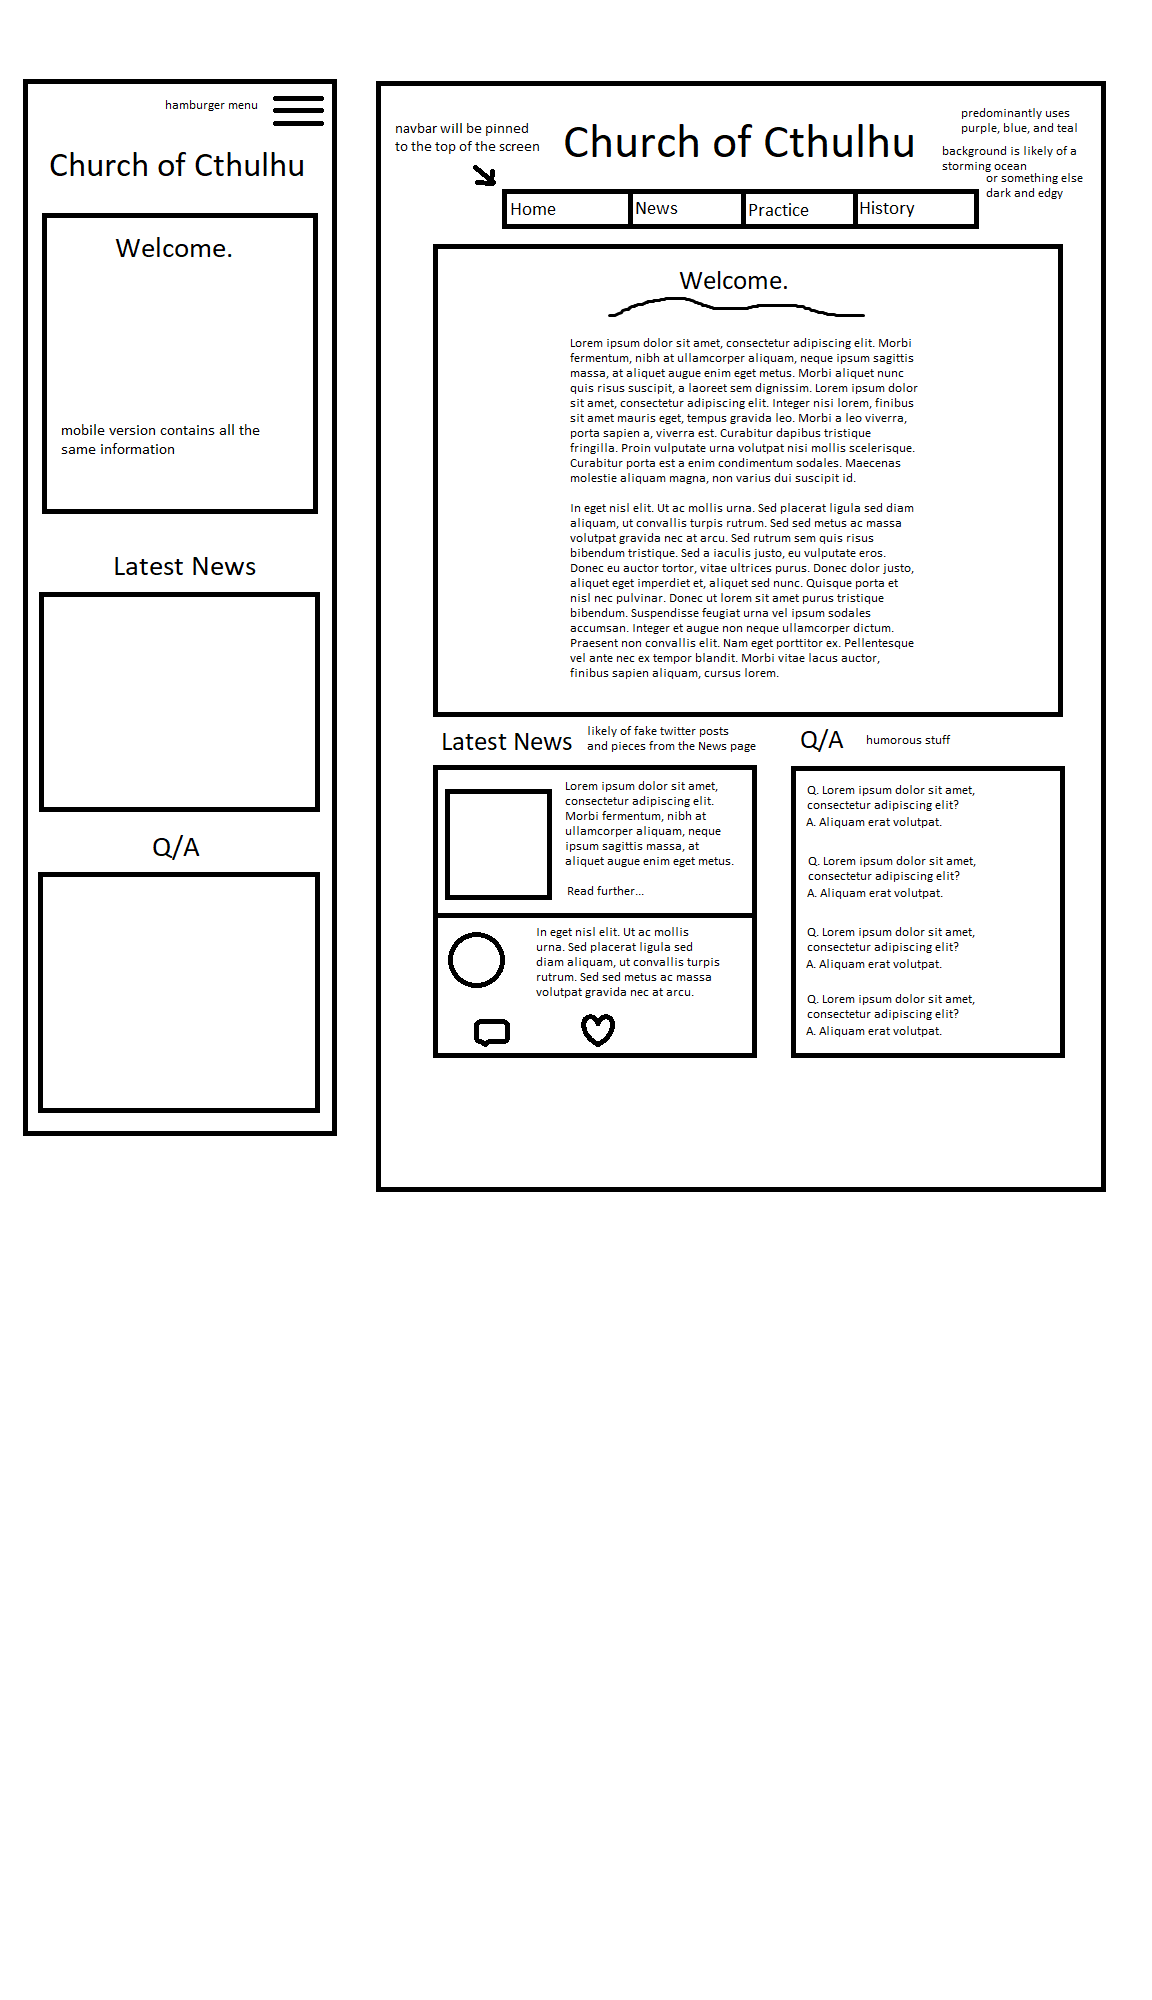 hamburger menu
Church of Cthulhu
Welcome.
mobile version contains all the
same information
Latest News
Q/A
navbar will be pinned
to the top of the screen
Church of Cthulhu
predominantly uses
purple, blue, and teal
background is likely of a
storming ocean
or something else
dark and edgy
Home
News
Practice
History
Welcome.
Lorem ipsum dolor sit amet, consectetur adipiscing elit. Morbi
fermentum, nibh at ullamcorper aliquam, neque ipsum sagittis
massa, at aliquet augue enim eget metus. Morbi aliquet nunc
quis risus suscipit, a laoreet sem dignissim. Lorem ipsum dolor
sit amet, consectetur adipiscing elit. Integer nisi lorem, finibus
sit amet mauris eget, tempus gravida leo. Morbi a leo viverra,
porta sapien a, viverra est. Curabitur dapibus tristique
fringilla. Proin vulputate urna volutpat nisi mollis scelerisque.
Curabitur porta est a enim condimentum sodales. Maecenas
molestie aliquam magna, non varius dui suscipit id.
In eget nisl elit. Ut ac mollis urna. Sed placerat ligula sed diam
aliquam, ut convallis turpis rutrum. Sed sed metus ac massa
volutpat gravida nec at arcu. Sed rutrum sem quis risus
bibendum tristique. Sed a iaculis justo, eu vulputate eros.
Donec eu auctor tortor, vitae ultrices purus. Donec dolor justo,
aliquet eget imperdiet et, aliquet sed nunc. Quisque porta et
nisl nec pulvinar. Donec ut lorem sit amet purus tristique
bibendum. Suspendisse feugiat urna vel ipsum sodales
accumsan. Integer et augue non neque ullamcorper dictum.
Praesent non convallis elit. Nam eget porttitor ex. Pellentesque
vel ante nec ex tempor blandit. Morbi vitae lacus auctor,
finibus sapien aliquam, cursus lorem.
Latest News
likely of fake twitter posts
and pieces from the News page
Lorem ipsum dolor sit amet,
consectetur adipiscing elit.
Morbi fermentum, nibh at
ullamcorper aliquam, neque
ipsum sagittis massa, at
aliquet augue enim eget metus.
Read further...
In eget nisl elit. Ut ac mollis
urna. Sed placerat ligula sed
diam aliquam, ut convallis turpis
rutrum. Sed sed metus ac massa
volutpat gravida nec at arcu.
Q/A
humorous stuff
Q. Lorem ipsum dolor sit amet,
consectetur adipiscing elit?
A. Aliquam erat volutpat.
Q. Lorem ipsum dolor sit amet,
consectetur adipiscing elit?
A. Aliquam erat volutpat.
Q. Lorem ipsum dolor sit amet,
consectetur adipiscing elit?
A. Aliquam erat volutpat.
Q. Lorem ipsum dolor sit amet,
consectetur adipiscing elit?
A. Aliquam erat volutpat.